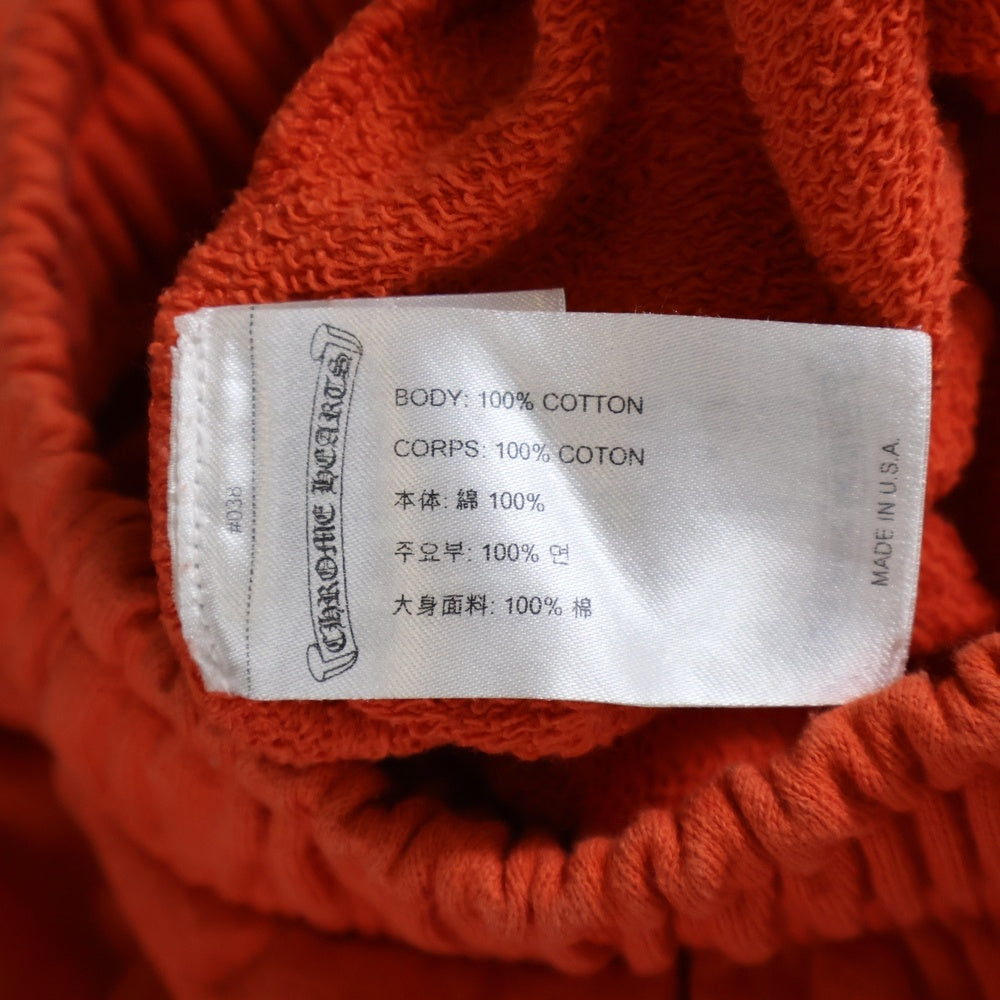 #038
CHROME HEARTS
BODY: 100% COTTON
CORPS: 100% COTON
本体: 綿 100%
주요부: 100% 면
大身面料: 100% 棉
MADE IN U.S.A.